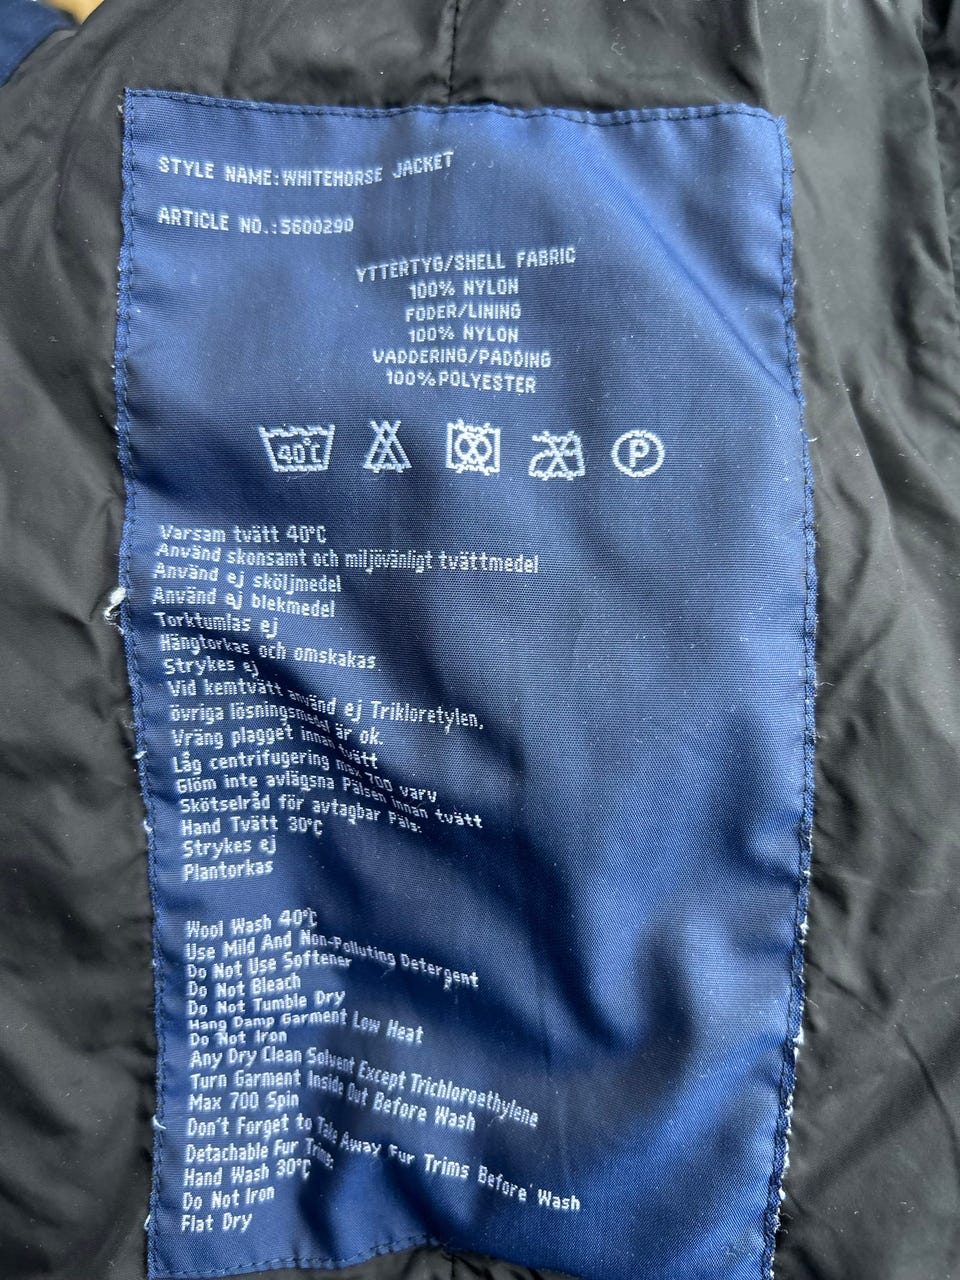 STYLE NAME:WHITEHORSE JACKET
ARTICLE NO.:5600290
YTTERTYG/SHELL FABRIC
100% NYLON
FODER/LINING
100% NYLON
VADDERING/PADDING
100%POLYESTER
40°C
P
Varsam tvätt 40°C
Använd skonsamt och miljövänligt tvättmedel
Använd ej sköljmedel
Använd ej blekmedel
Torktumlas ej
Hängtorkas och omskakas
Strykes ej
Vid kemtvätt använd ej Trikloretylen,
övriga lösningsmedel är ok.
Vräng plagget innan tvätt
Låg centrifugering max 700 varv
Glöm inte avlägsna Pälsen innan tvätt
Skötselråd för avtagbar Päls:
Hand Tvätt 30°C
Strykes ej
Plantorkas
Wool Wash 40°C
Use Mild And Non-Polluting Detergent
Do Not Use Softener
Do Not Bleach
Do Not Tumble Dry
Hang Damp Garment Low Heat
Do Not Iron
Any Dry Clean Solvent Except Trichloroethylene
Turn Garment Inside Out Before Wash
Max 700 Spin
Don't Forget to Take Away Fur Trims Before Wash
Detachable Fur Trims:
Hand Wash 30°C
Do Not Iron
Flat Dry